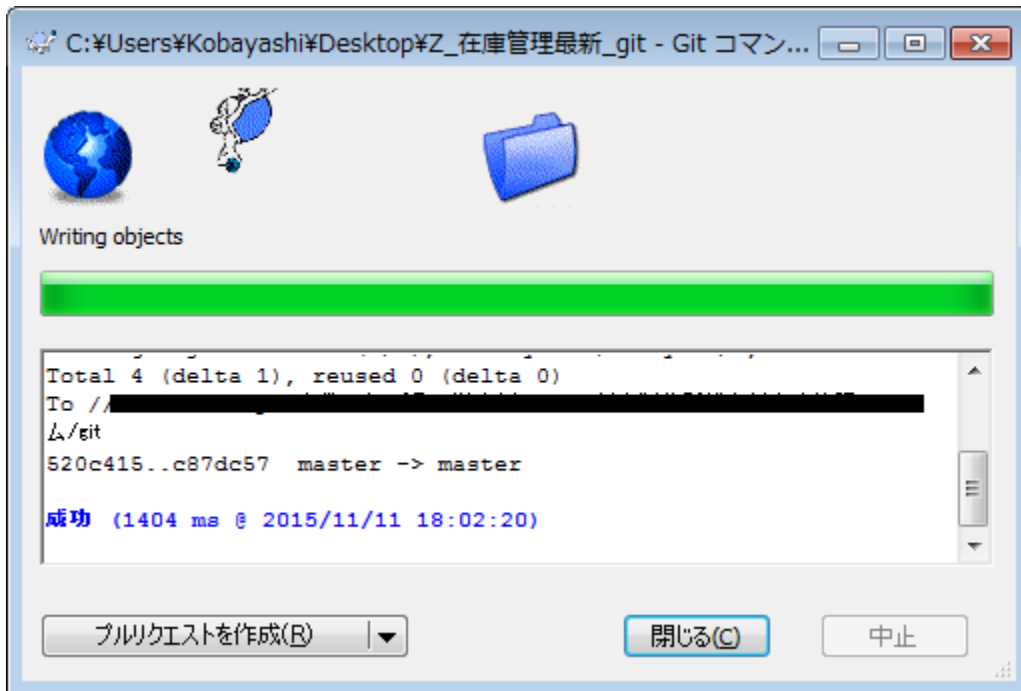 C:¥Users¥Kobayashi¥Desktop¥Z_在庫管理最新_git - Git コマン...
Writing objects
Total 4 (delta 1), reused 0 (delta 0)
To //
ム/git
520c415..c87dc57 master -> master
成功 (1404 ms @ 2015/11/11 18:02:20)
プルリクエストを作成(R)
閉じる(C)
中止